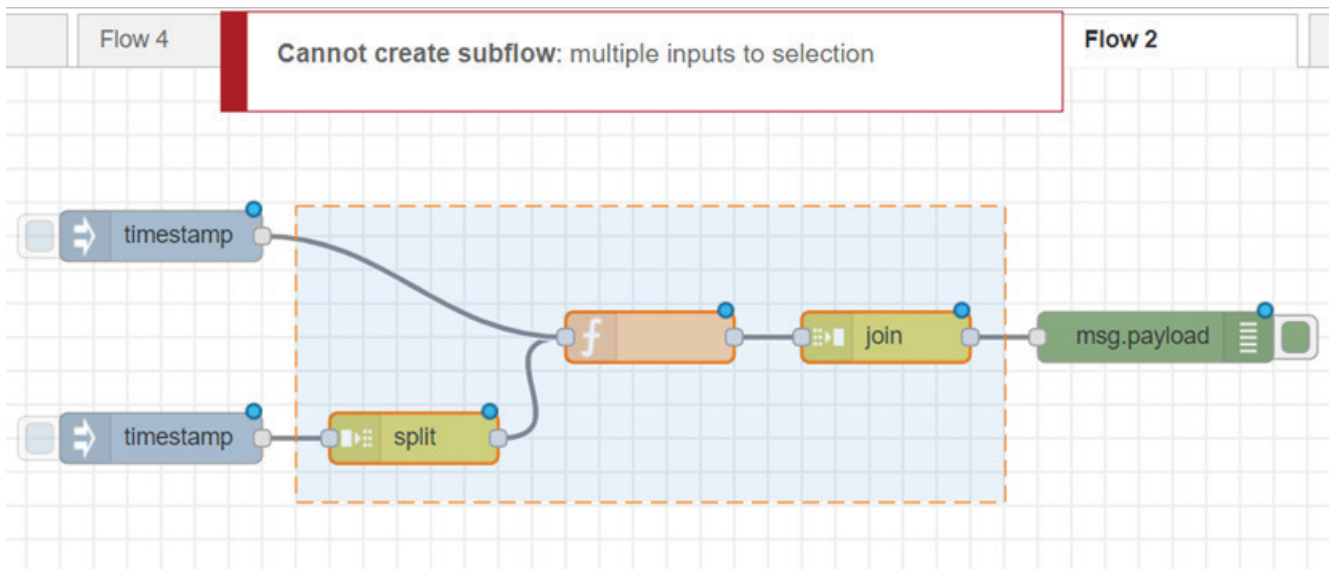 Flow 4
Cannot create subflow: multiple inputs to selection
Flow 2
timestamp
join
msg.payload
timestamp
split